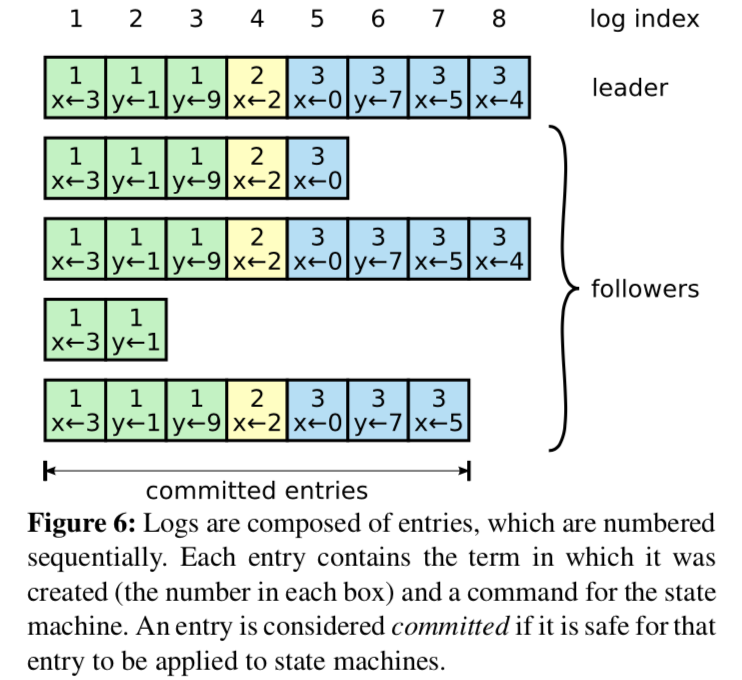 1 2 3 4 5 6 7 8 log index
1 1 1 2 3 3 3 3
x←3 y←1 y←9 x←2 x←0 y←7 x←5 x←4
leader
1 1 1 2 3
x←3 y←1 y←9 x←2 x←0
1 1 1 2 3 3 3 3
x←3 y←1 y←9 x←2 x←0 y←7 x←5 x←4
followers
1 1
x←3 y←1
1 1 1 2 3 3 3
x←3 y←1 y←9 x←2 x←0 y←7 x←5
committed entries
Figure 6: Logs are composed of entries, which are numbered
sequentially. Each entry contains the term in which it was
created (the number in each box) and a command for the state
machine. An entry is considered committed if it is safe for that
entry to be applied to state machines.